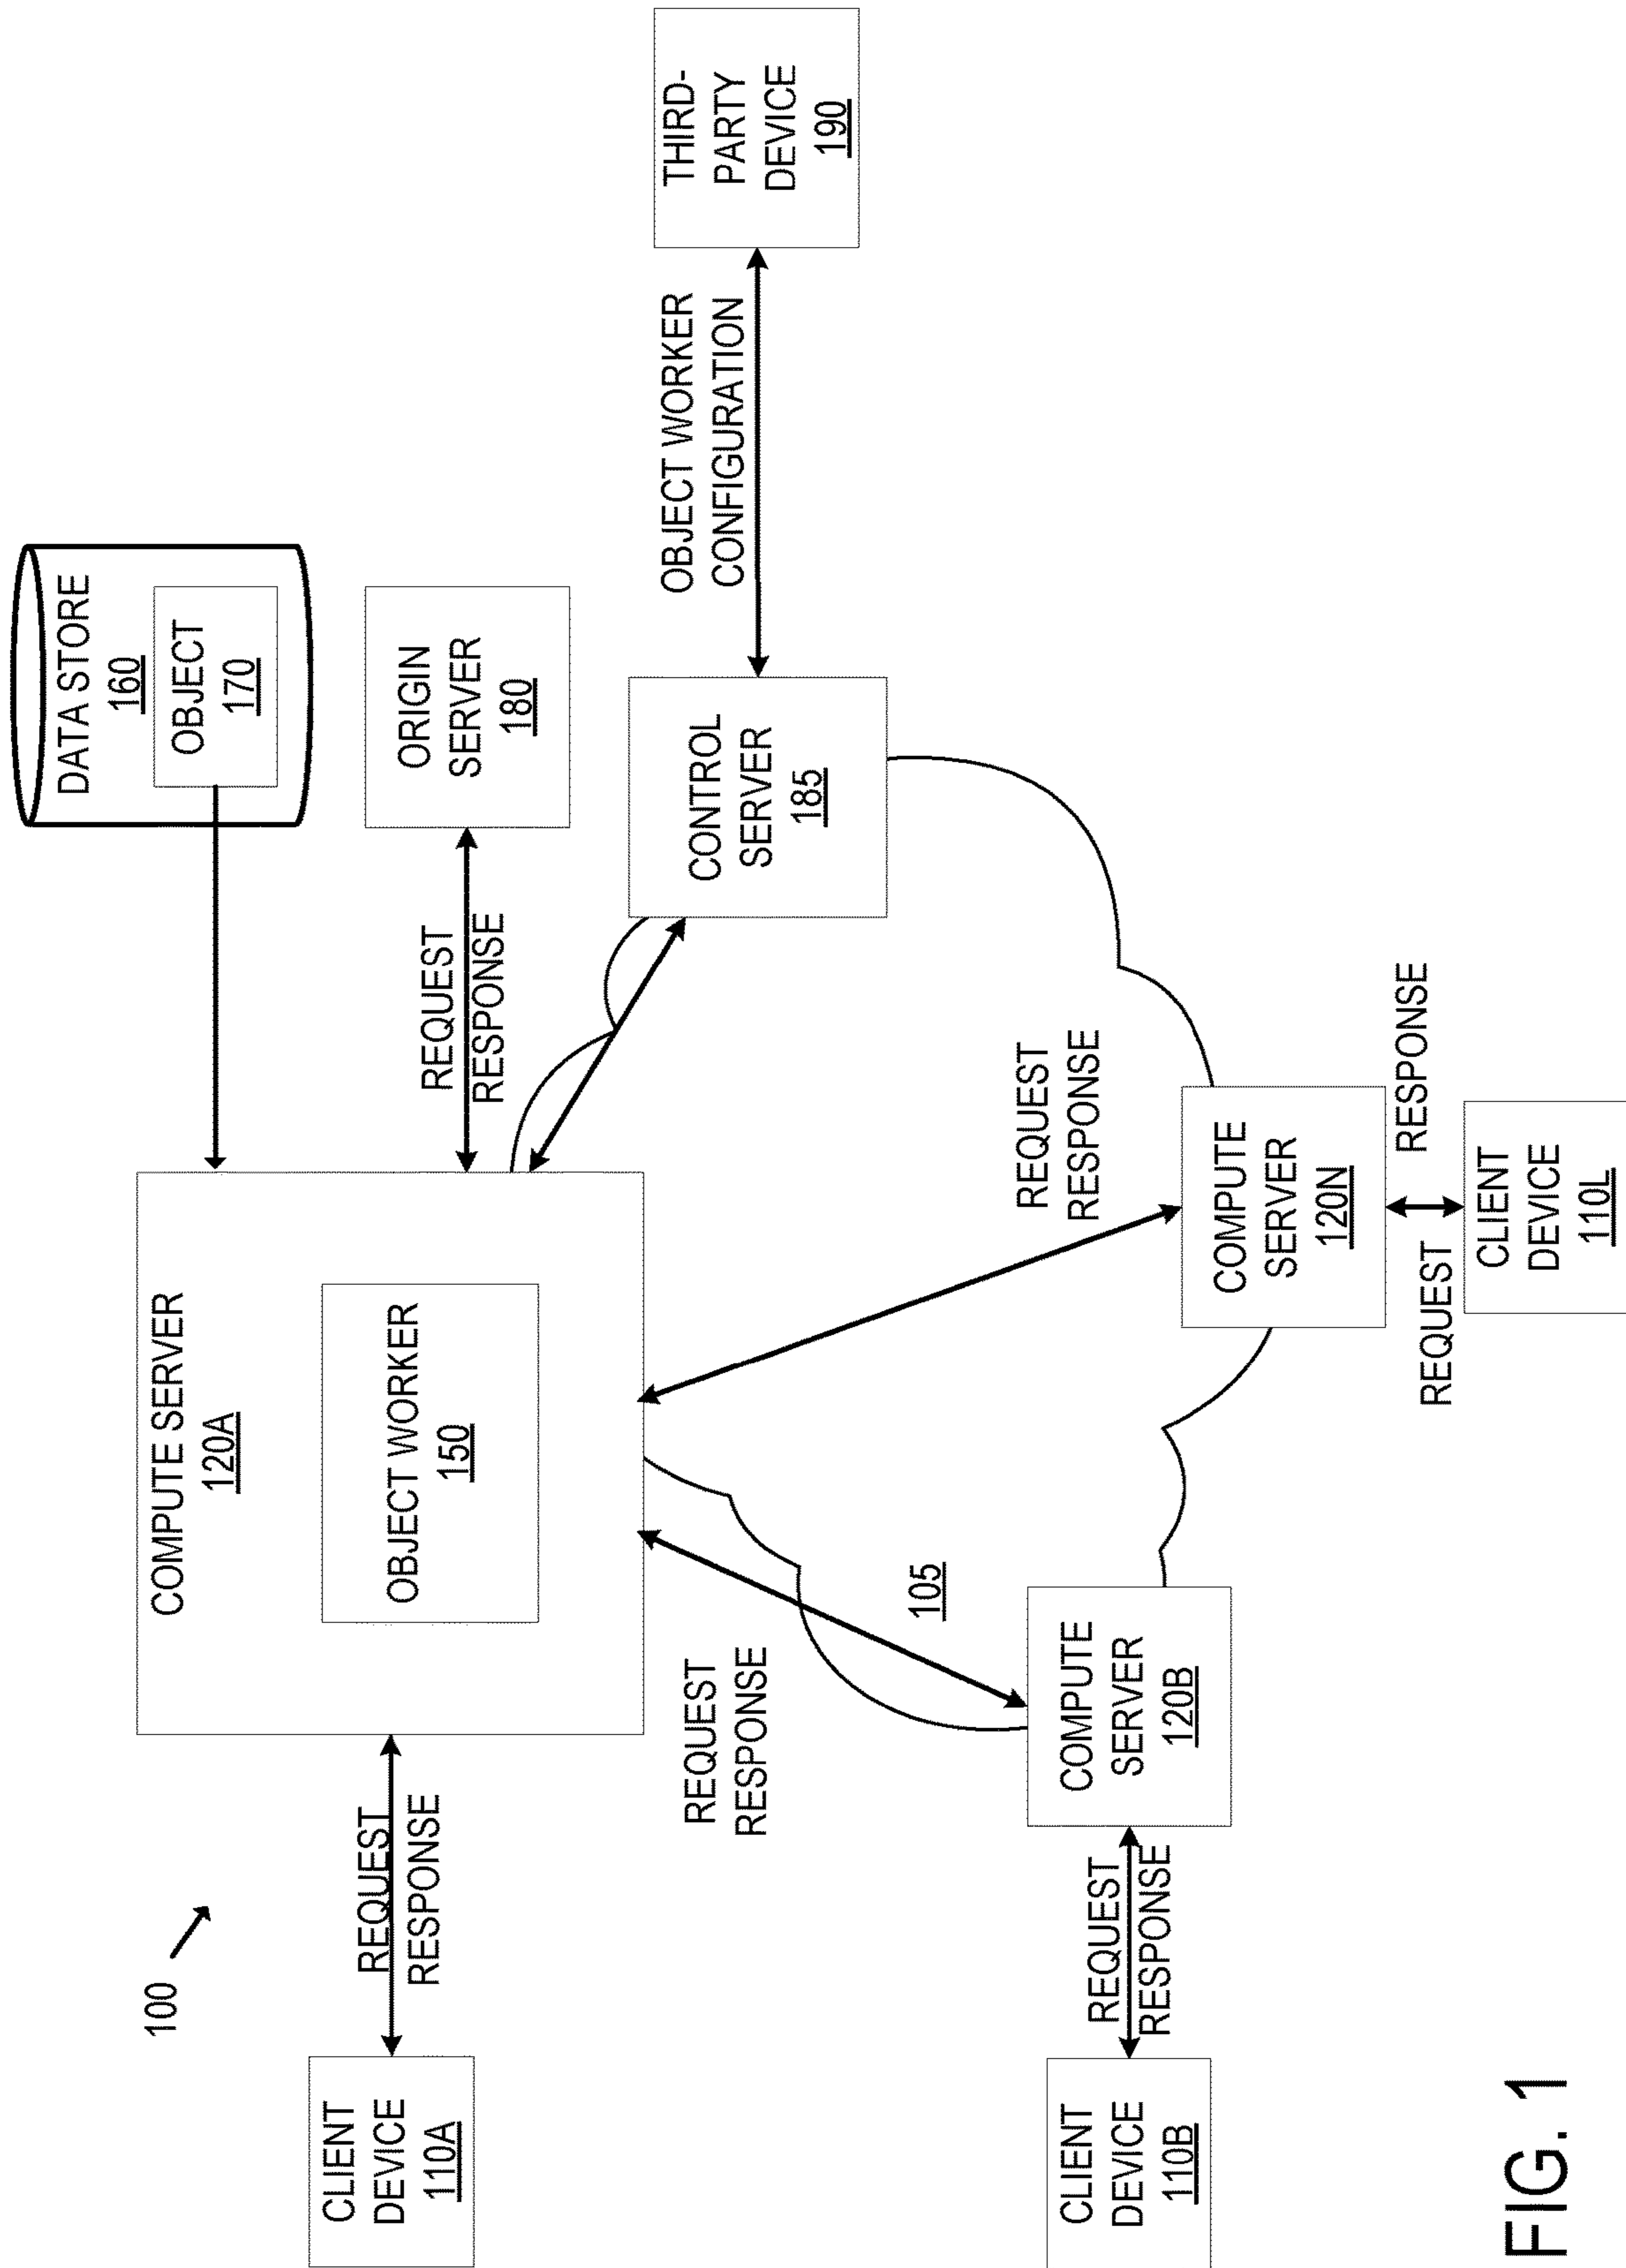 100
CLIENT
DEVICE
110A
REQUEST
RESPONSE
COMPUTE SERVER
120A
OBJECT WORKER
150
DATA STORE
160
OBJECT
170
REQUEST
RESPONSE
ORIGIN
SERVER
180
CONTROL
SERVER
185
OBJECT WORKER
CONFIGURATION
THIRD-
PARTY
DEVICE
190
REQUEST
RESPONSE
105
REQUEST
RESPONSE
CLIENT
DEVICE
110B
REQUEST
RESPONSE
COMPUTE
SERVER
120B
COMPUTE
SERVER
120N
REQUEST
RESPONSE
CLIENT
DEVICE
110L
FIG. 1